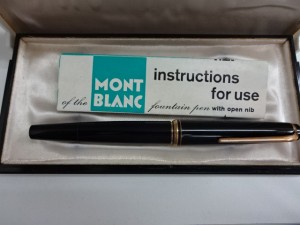 MONT
BLANC
instructions
for use
of the fountain pen with open nib